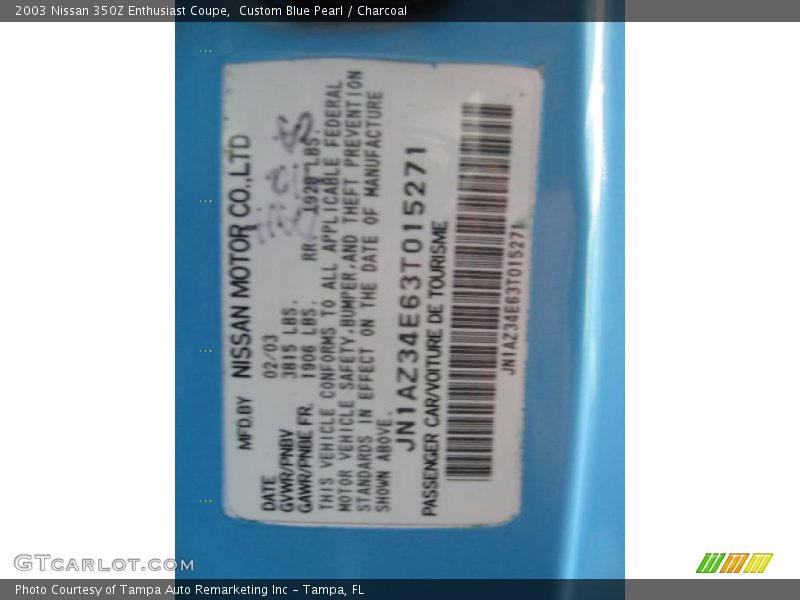 2003 Nissan 350Z Enthusiast Coupe,  Custom Blue Pearl / Charcoal
MFD.BY NISSAN MOTOR CO.,LTD
DATE 02/03
GVWR/PNBV 3815 LBS.
GAWR/PNBE FR. 1906 LBS. RR. 1920 LBS.
THIS VEHICLE CONFORMS TO ALL APPLICABLE FEDERAL
MOTOR VEHICLE SAFETY,BUMPER,AND THEFT PREVENTION
STANDARDS IN EFFECT ON THE DATE OF MANUFACTURE
SHOWN ABOVE.
JN1AZ34E63T015271
PASSENGER CAR/VOITURE DE TOURISME
JN1AZ34E63T015271
GTcarlot.com
Photo Courtesy of Tampa Auto Remarketing Inc - Tampa, FL